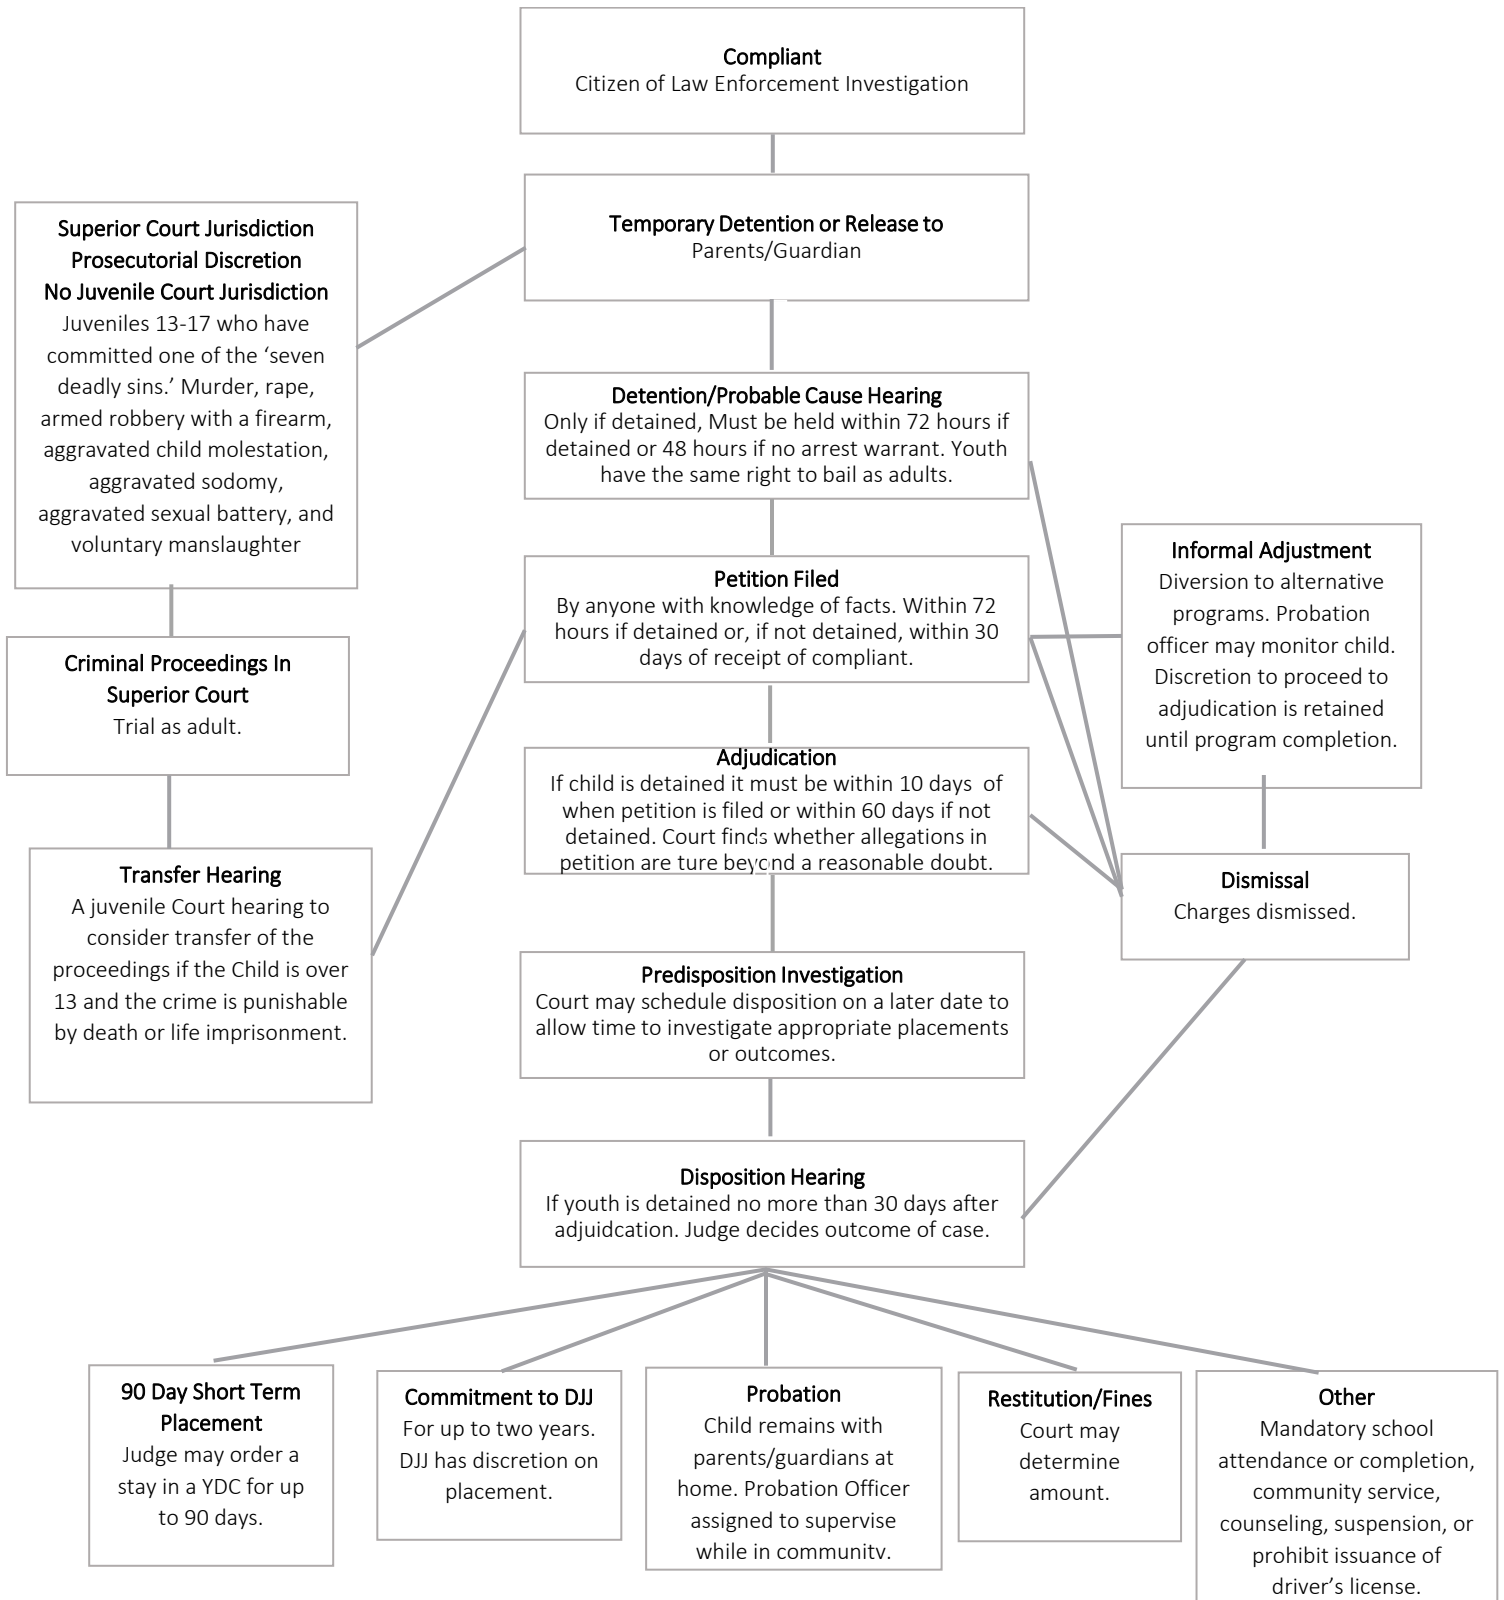 Compliant
Citizen of Law Enforcement Investigation
Temporary Detention or Release to
Parents/Guardian
Superior Court Jurisdiction
Prosecutorial Discretion
No Juvenile Court Jurisdiction
Juveniles 13-17 who have
committed one of the ‘seven
deadly sins.’ Murder, rape,
armed robbery with a firearm,
aggravated child molestation,
aggravated sodomy,
aggravated sexual battery, and
voluntary manslaughter
Detention/Probable Cause Hearing
Only if detained, Must be held within 72 hours if
detained or 48 hours if no arrest warrant. Youth
have the same right to bail as adults.
Informal Adjustment
Diversion to alternative
programs. Probation
officer may monitor child.
Discretion to proceed to
adjudication is retained
until program completion.
Petition Filed
By anyone with knowledge of facts. Within 72
hours if detained or, if not detained, within 30
days of receipt of compliant.
Criminal Proceedings In
Superior Court
Trial as adult.
Adjudication
If child is detained it must be within 10 days of
when petition is filed or within 60 days if not
detained. Court finds whether allegations in
petition are ture beyond a reasonable doubt.
Transfer Hearing
A juvenile Court hearing to
consider transfer of the
proceedings if the Child is over
13 and the crime is punishable
by death or life imprisonment.
Dismissal
Charges dismissed.
Predisposition Investigation
Court may schedule disposition on a later date to
allow time to investigate appropriate placements
or outcomes.
Disposition Hearing
If youth is detained no more than 30 days after
adjuidcation. Judge decides outcome of case.
90 Day Short Term
Placement
Judge may order a
stay in a YDC for up
to 90 days.
Commitment to DJJ
For up to two years.
DJJ has discretion on
placement.
Probation
Child remains with
parents/guardians at
home. Probation Officer
assigned to supervise
while in community.
Restitution/Fines
Court may
determine
amount.
Other
Mandatory school
attendance or completion,
community service,
counseling, suspension, or
prohibit issuance of
driver’s license.